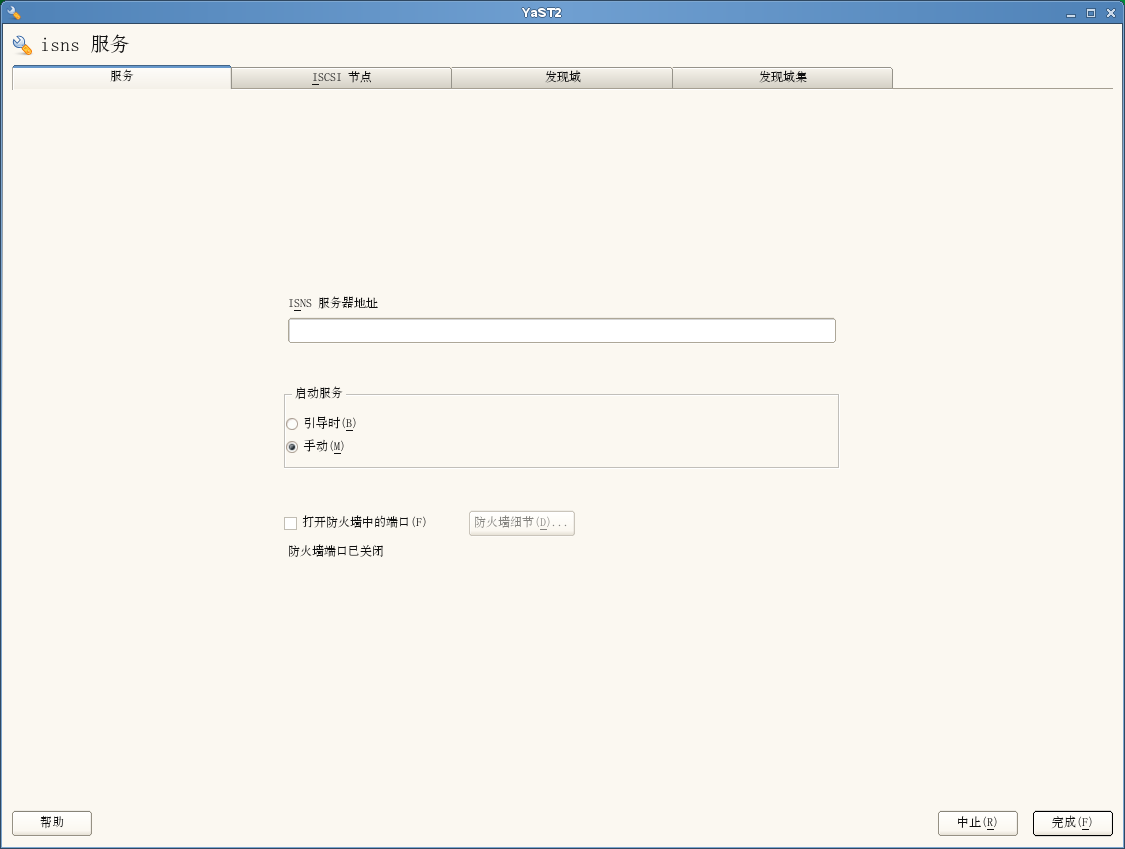 YaST2
isns 服务
服务
ISCSI 节点
发现域
发现域集
ISNS 服务器地址
启动服务
引导时(B)
手动(M)
打开防火墙中的端口(F)
防火墙细节(D)...
防火墙端口已关闭
帮助
中止(R)
完成(F)